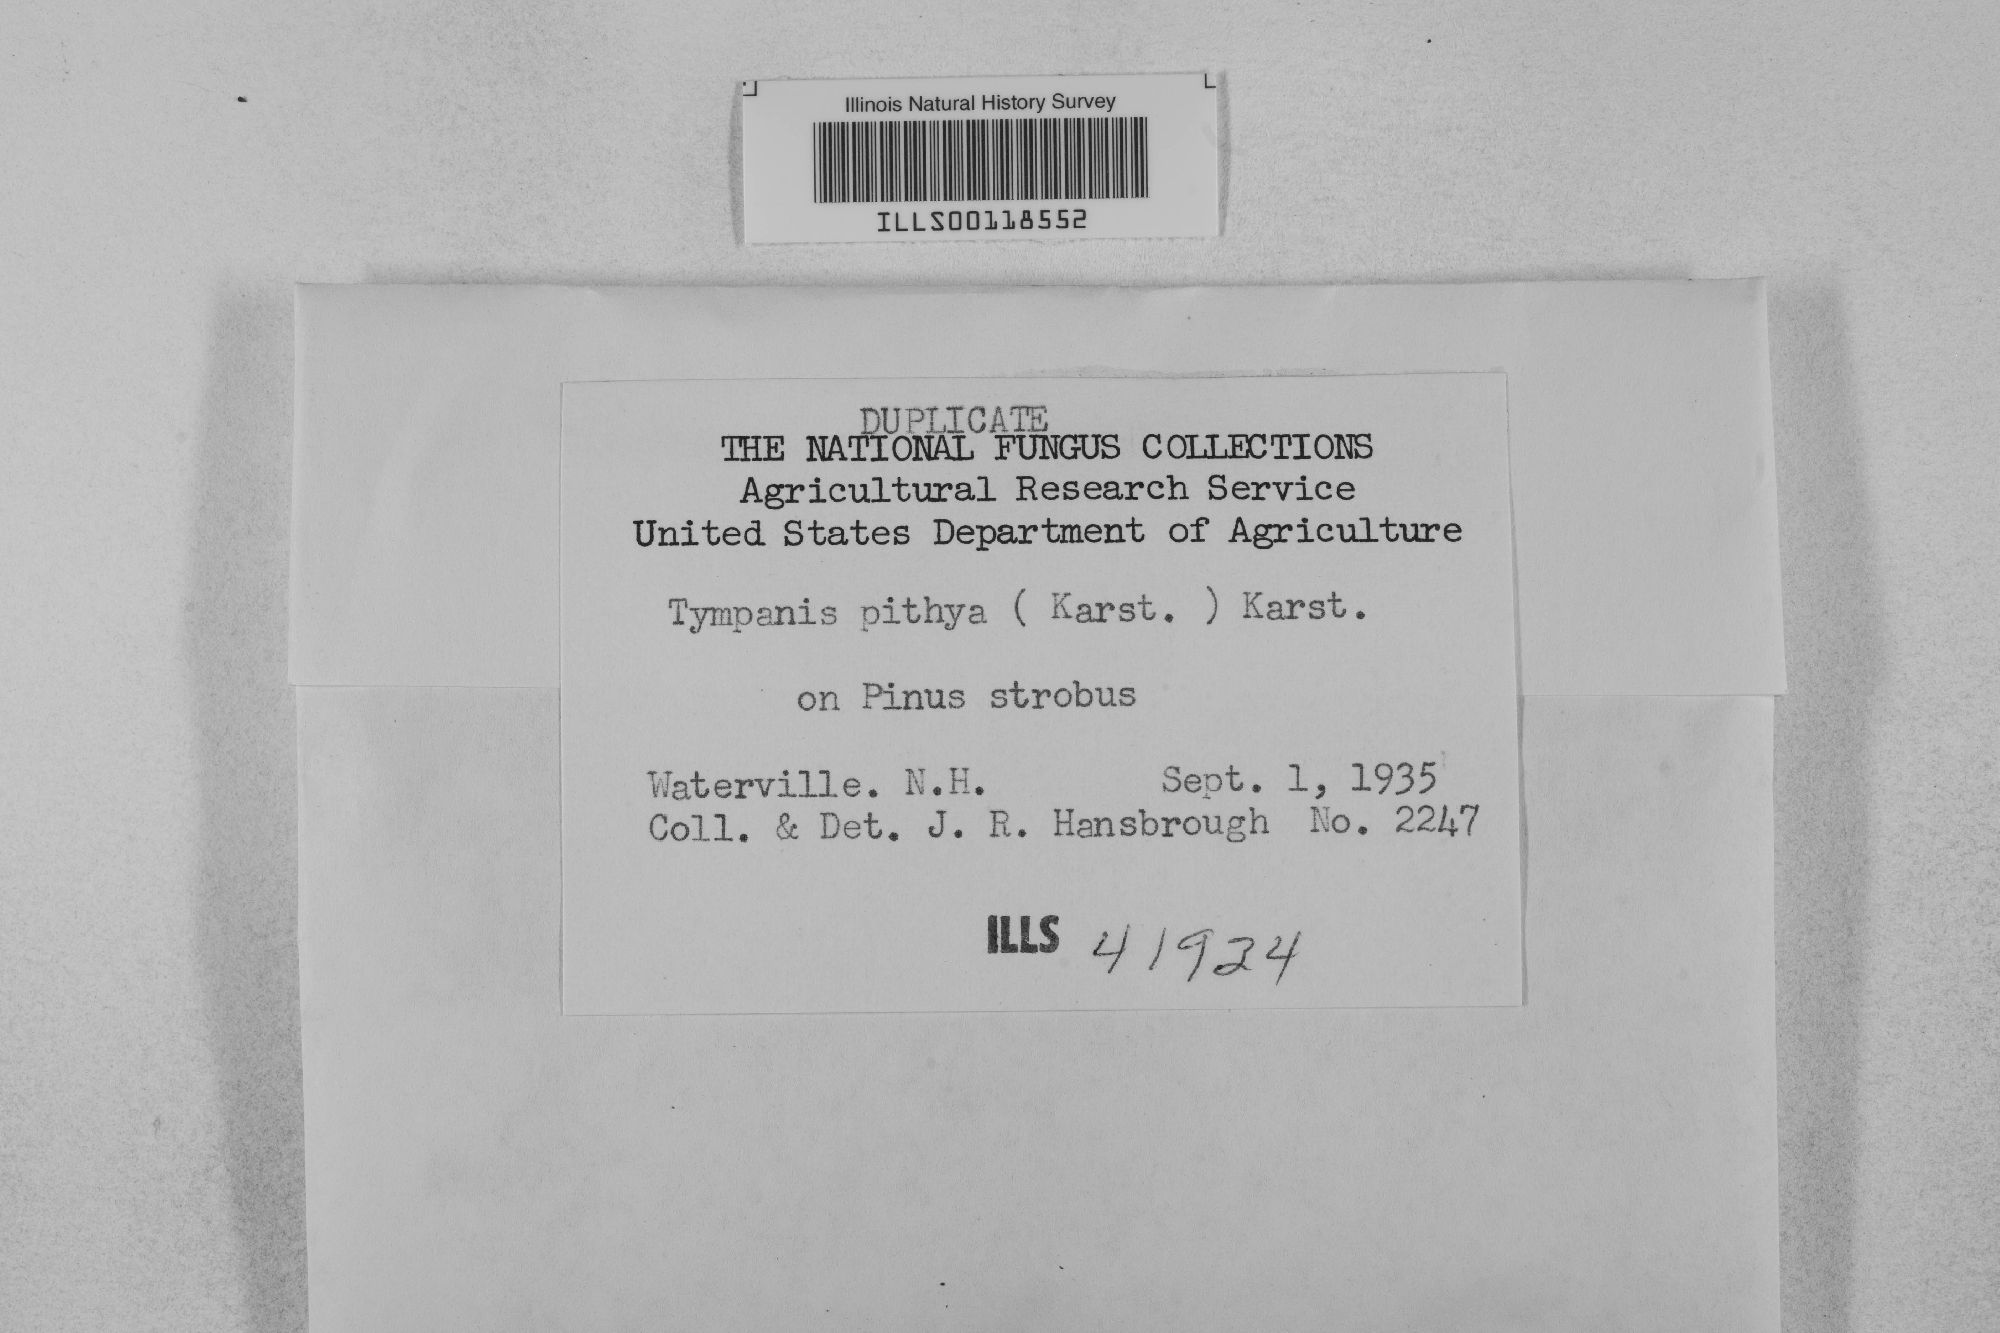 Illinois Natural History Survey
ILLS00118552
DUPLICATE
THE NATIONAL FUNGUS COLLECTIONS
Agricultural Research Service
United States Department of Agriculture
Tympanis pithya ( Karst. ) Karst.
on Pinus strobus
Waterville. N.H. Sept. 1, 1935
Coll. & Det. J. R. Hansbrough No. 2247
ILLS 41924